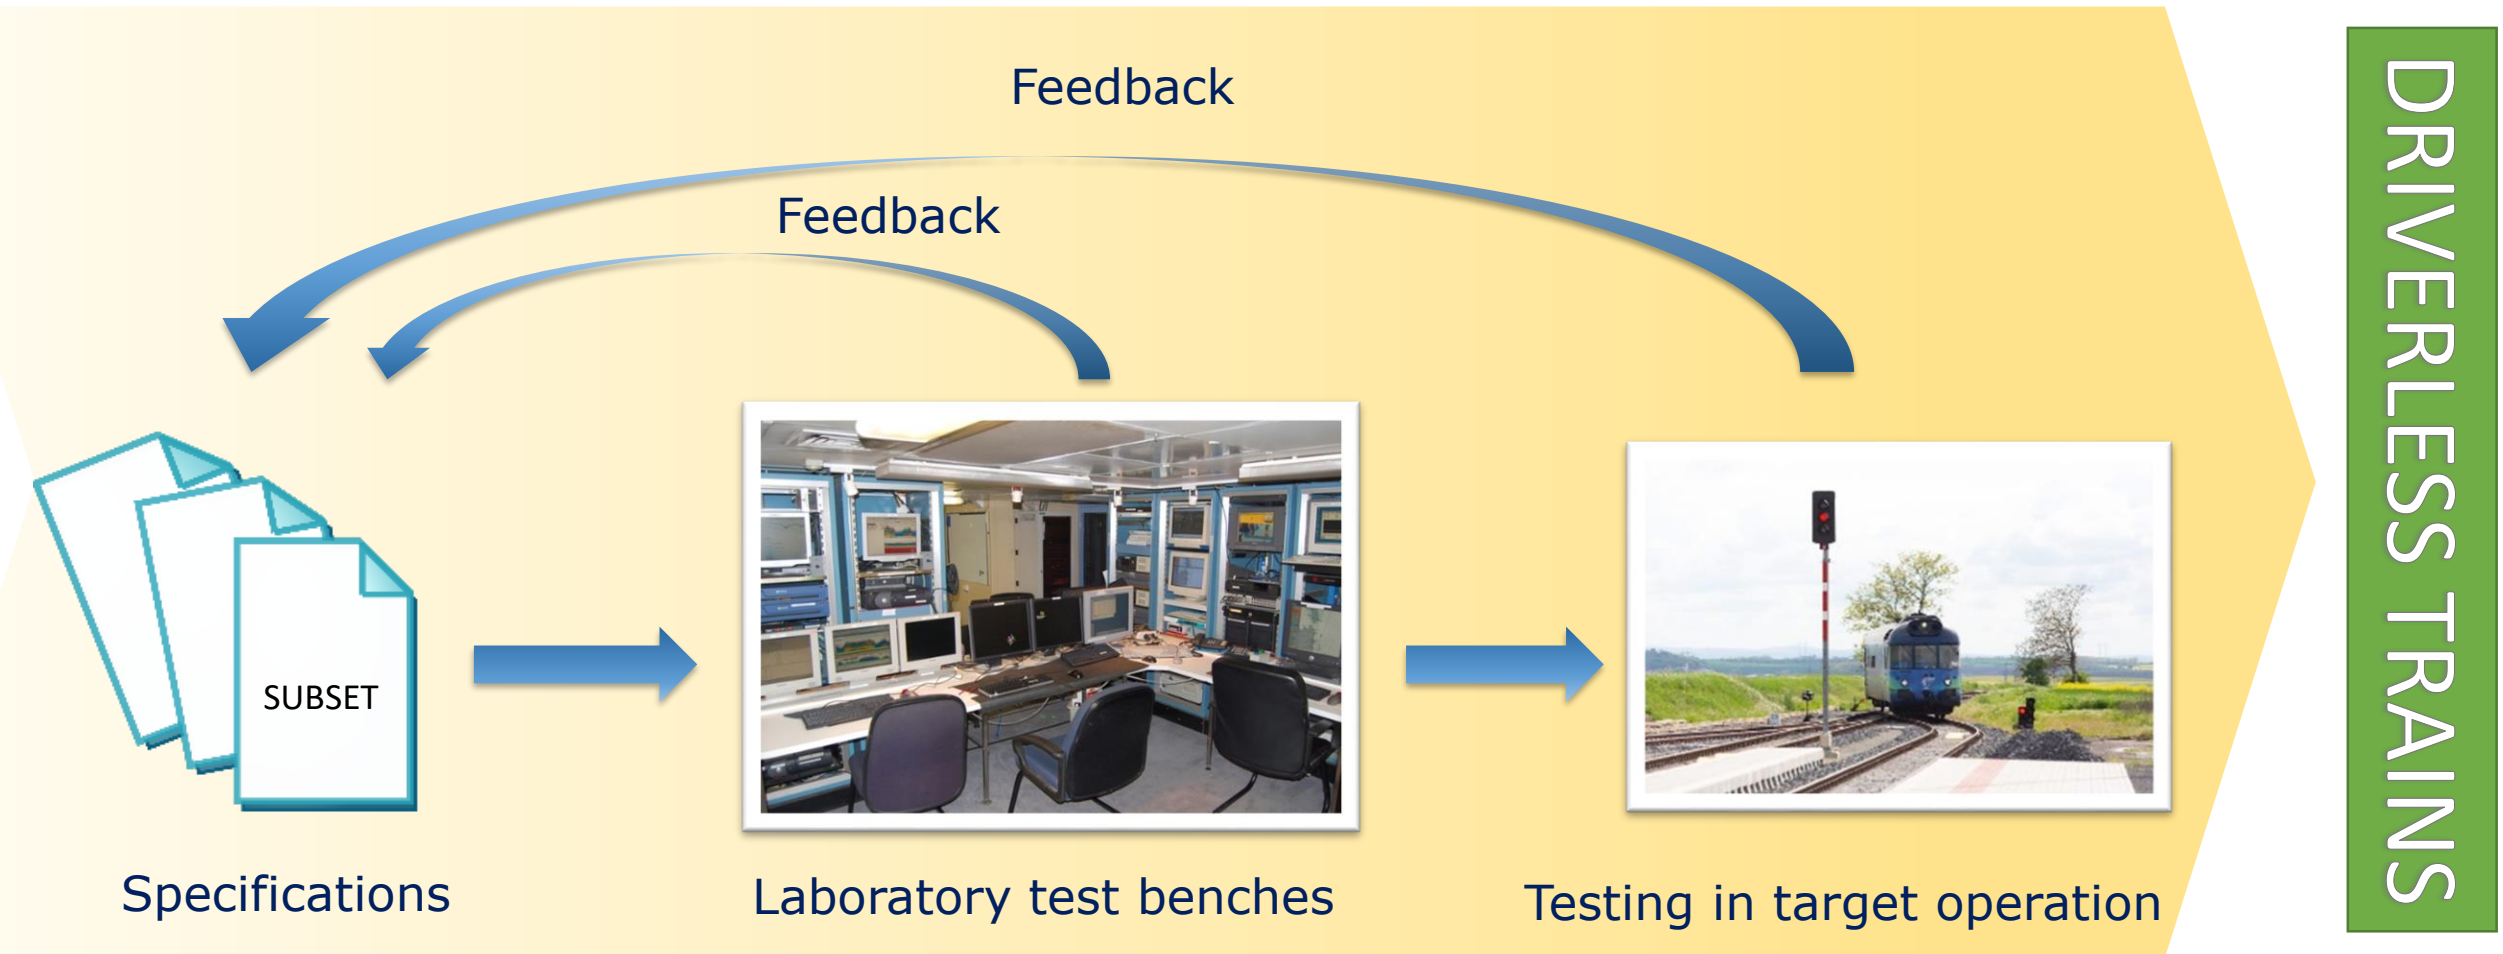 Feedback
Feedback
SUBSET
Specifications
Laboratory test benches
Testing in target operation
DRIVERLESS TRAINS